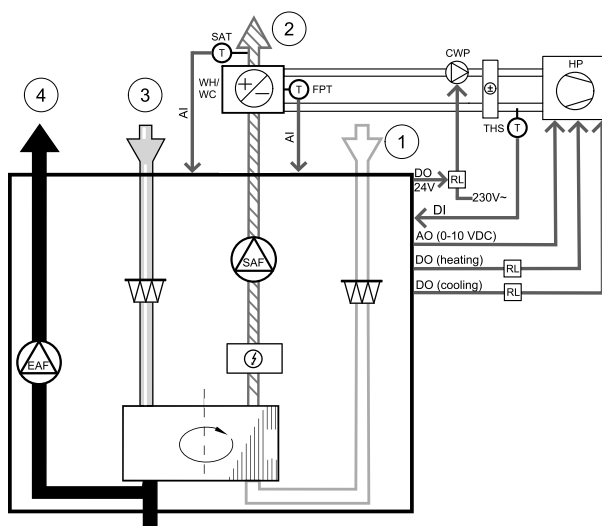 SAT
2
T
CWP
HP
WH/
WC
T
FPT
±
4
3
AI
AI
1
THS
T
DO
24V
RL
230V~
DI
AO (0-10 VDC)
DO (heating)
RL
DO (cooling)
RL
SAF
EAF